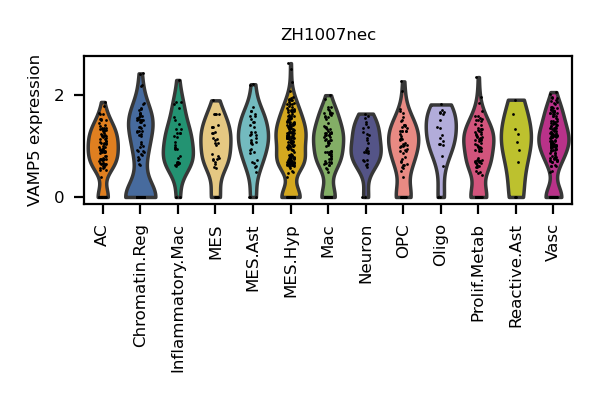 ZH1007nec
VAMP5 expression
2
0
AC
Chromatin.Reg
Inflammatory.Mac
MES
MES.Ast
MES.Hyp
Mac
Neuron
OPC
Oligo
Prolif.Metab
Reactive.Ast
Vasc